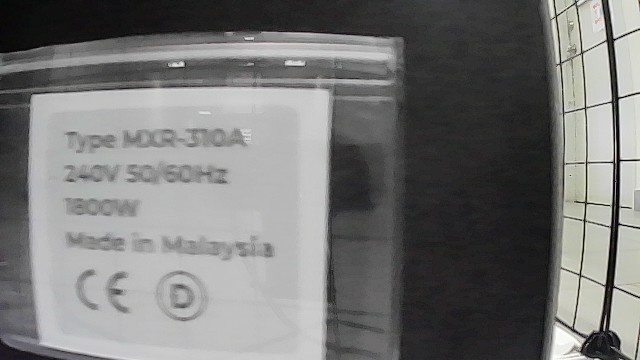 Type MXR-310A
240V 50/60Hz
1800W
Made in Malaysia
CE D